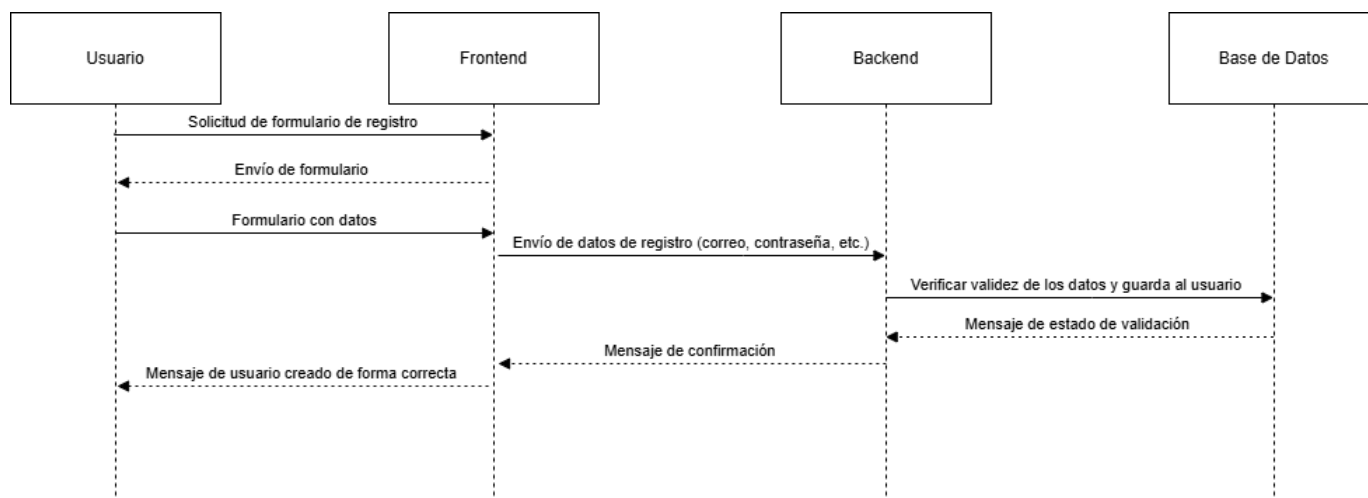 Usuario
Frontend
Backend
Base de Datos
Solicitud de formulario de registro
Envío de formulario
Formulario con datos
Envío de datos de registro (correo, contraseña, etc.)
Verificar validez de los datos y guarda al usuario
Mensaje de estado de validación
Mensaje de confirmación
Mensaje de usuario creado de forma correcta